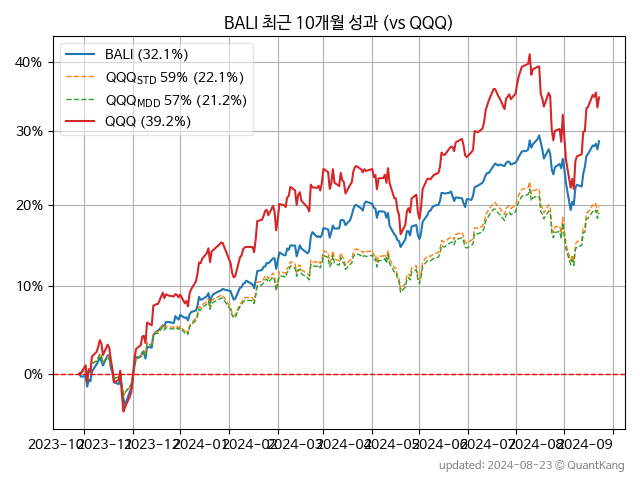 BALI 최근 10개월 성과 (vs QQQ)
BALI (32.1%)
QQQSTD 59% (22.1%)
QQQMDD 57% (21.2%)
QQQ (39.2%)
40%
30%
20%
10%
0%
2023-10 2023-11 2023-12 2024-01 2024-02 2024-03 2024-04 2024-05 2024-06 2024-07 2024-08 2024-09
updated: 2024-08-23 © QuantKang